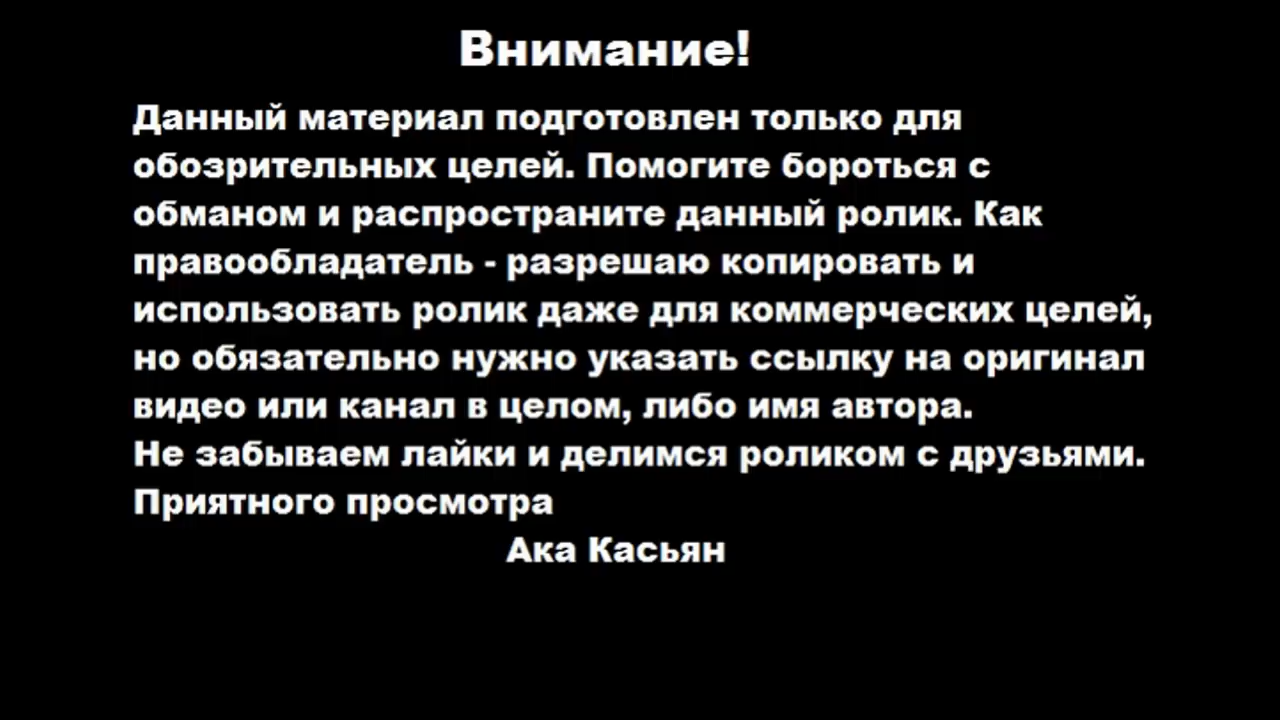 Внимание!
Данный материал подготовлен только для
обозрительных целей. Помогите бороться с
обманом и распространите данный ролик. Как
правообладатель - разрешаю копировать и
использовать ролик даже для коммерческих целей,
но обязательно нужно указать ссылку на оригинал
видео или канал в целом, либо имя автора.
Не забываем лайки и делимся роликом с друзьями.
Приятного просмотра
Ака Касьян